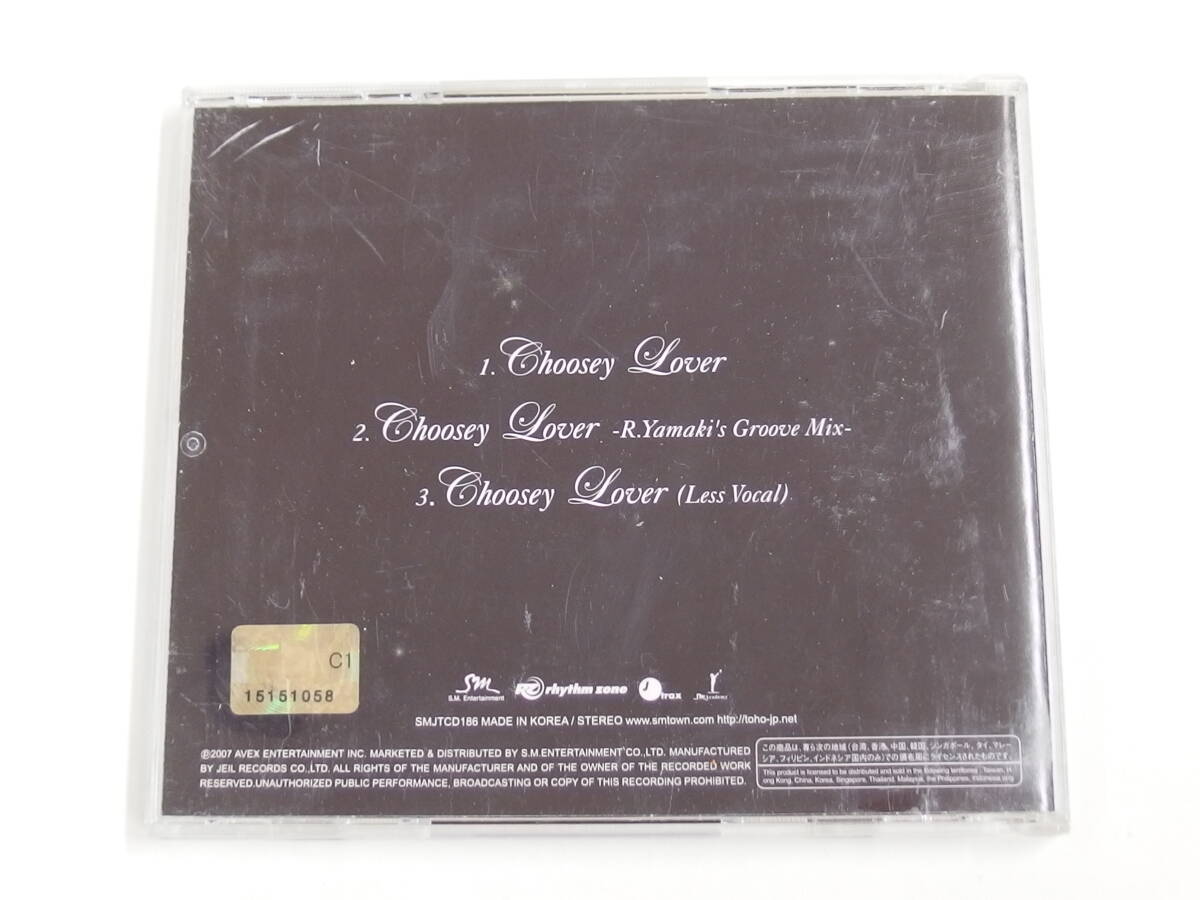 1. Choosey Lover
2. Choosey Lover -R.Yamaki's Groove Mix-
3. Choosey Lover (Less Vocal)
C1
15151058
SM
S.M. Entertainment
RZ rhythm zone
J trax
SMJTCD186 MADE IN KOREA / STEREO www.smtown.com http://toho-jp.net
℗2007 AVEX ENTERTAINMENT INC. MARKETED & DISTRIBUTED BY S.M.ENTERTAINMENT CO.,LTD. MANUFACTURED
BY JEIL RECORDS CO.,LTD. ALL RIGHTS OF THE MANUFACTURER AND OF THE OWNER OF THE RECORDED WORK
RESERVED.UNAUTHORIZED PUBLIC PERFORMANCE, BROADCASTING OR COPY OF THIS RECORDING PROHIBITED.
この商品は、専ら次の地域(台湾、香港、中国、韓国、シンガポール、タイ、マレー
シア、フィリピン、インドネシア国内のみ)での頒布用にライセンスされたものです。
This product is licensed to be distributed and sold in the following territory : Taiwan, H
ong Kong, China, Korea, Singapore, Thailand, Malaysia, the Philippines, Indonesia only.